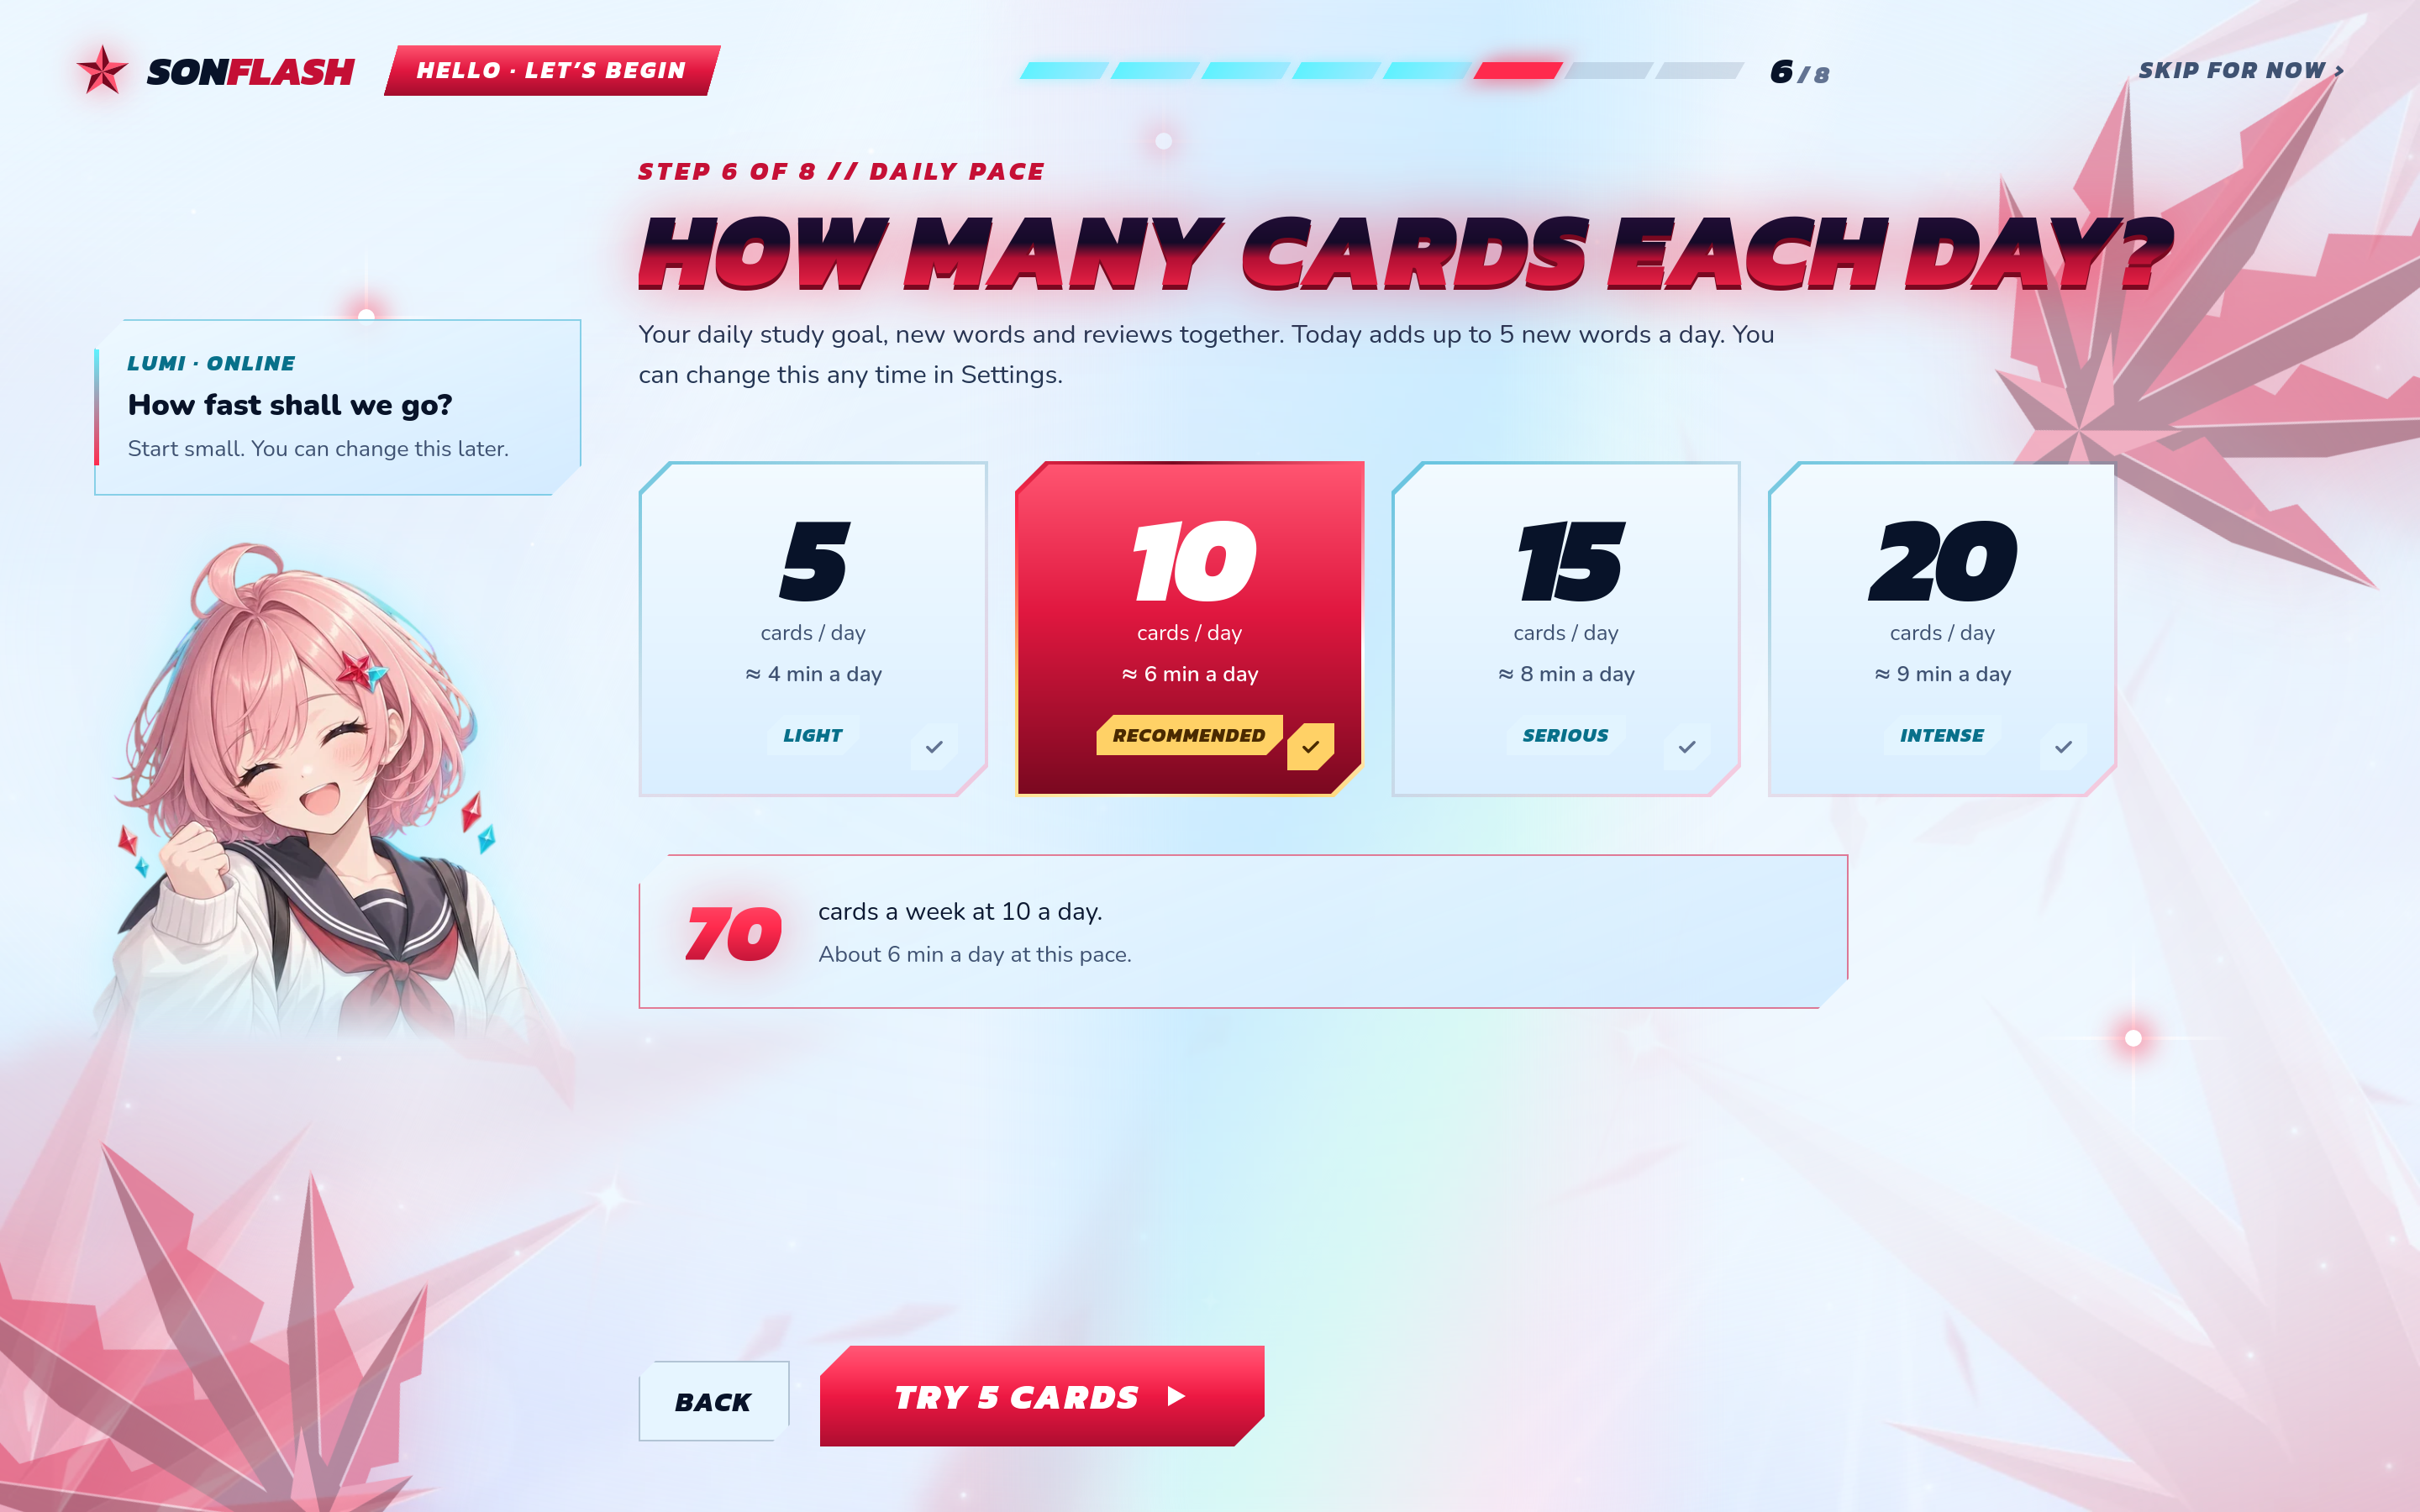 SONFLASH
HELLO · LET'S BEGIN
6 / 8
SKIP FOR NOW >
STEP 6 OF 8 // DAILY PACE
HOW MANY CARDS EACH DAY?
Your daily study goal, new words and reviews together. Today adds up to 5 new words a day. You
can change this any time in Settings.
LUMI · ONLINE
How fast shall we go?
Start small. You can change this later.
5
cards / day
≈ 4 min a day
LIGHT
10
cards / day
≈ 6 min a day
RECOMMENDED
15
cards / day
≈ 8 min a day
SERIOUS
20
cards / day
≈ 9 min a day
INTENSE
70
cards a week at 10 a day.
About 6 min a day at this pace.
BACK
TRY 5 CARDS